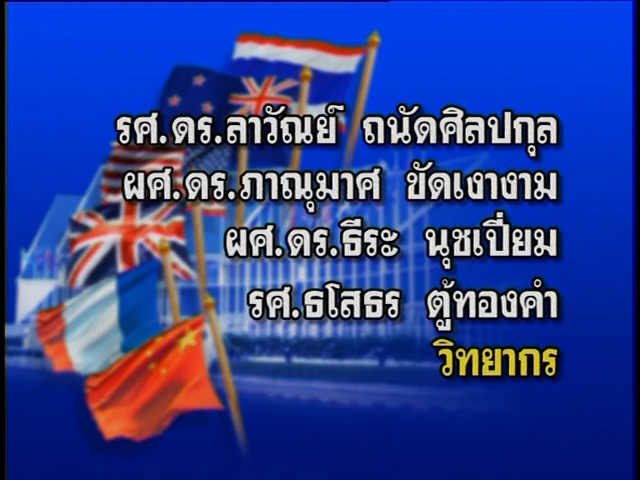 รศ.ดร.ลาวัณย์ ถนัดศิลปกุล
ผศ.ดร.ภาณุมาศ ขัดเงางาม
ผศ.ดร.ธีระ นุชเปี่ยม
รศ.ธโสธร ตู้ทองคำ
วิทยากร